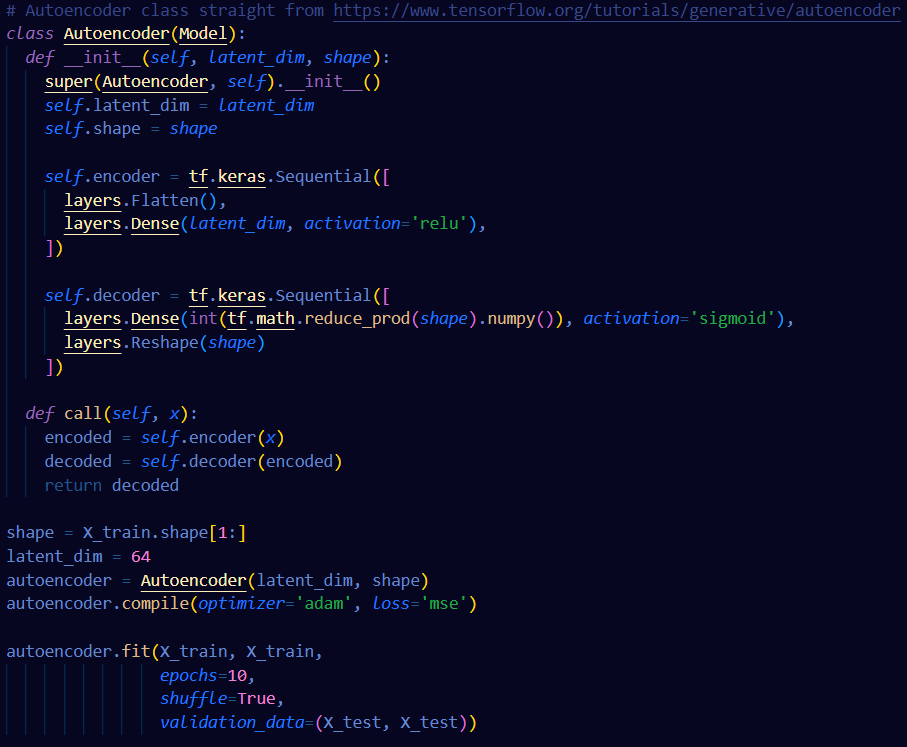 # Autoencoder class straight from https://www.tensorflow.org/tutorials/generative/autoencoder
class Autoencoder(Model):
  def __init__(self, latent_dim, shape):
    super(Autoencoder, self).__init__()
    self.latent_dim = latent_dim
    self.shape = shape

    self.encoder = tf.keras.Sequential([
      layers.Flatten(),
      layers.Dense(latent_dim, activation='relu'),
    ])

    self.decoder = tf.keras.Sequential([
      layers.Dense(int(tf.math.reduce_prod(shape).numpy()), activation='sigmoid'),
      layers.Reshape(shape)
    ])

  def call(self, x):
    encoded = self.encoder(x)
    decoded = self.decoder(encoded)
    return decoded

shape = X_train.shape[1:]
latent_dim = 64
autoencoder = Autoencoder(latent_dim, shape)
autoencoder.compile(optimizer='adam', loss='mse')

autoencoder.fit(X_train, X_train,
                epochs=10,
                shuffle=True,
                validation_data=(X_test, X_test))